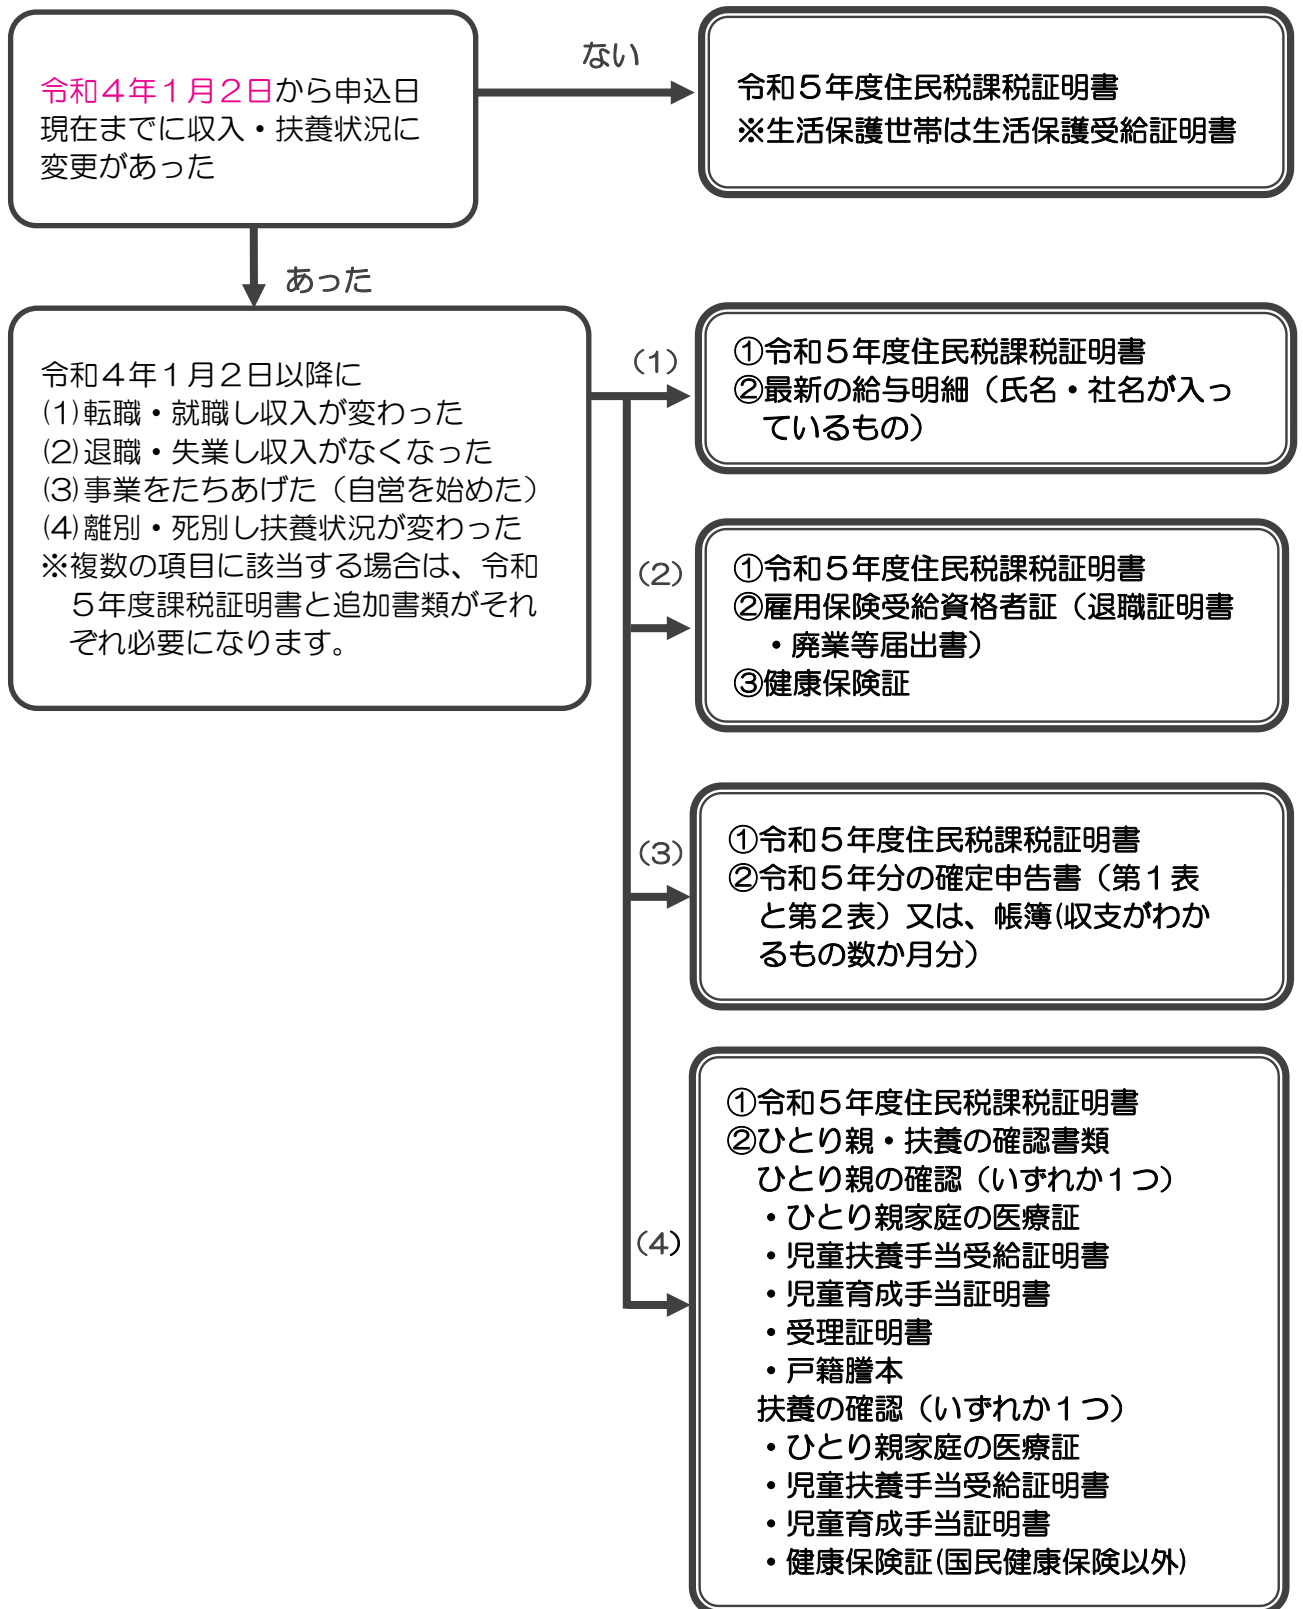 令和４年１月２日から申込日
現在までに収入・扶養状況に
変更があった
ない
令和５年度住民税課税証明書
※生活保護世帯は生活保護受給証明書
あった
令和４年１月２日以降に
(1)転職・就職し収入が変わった
(2)退職・失業し収入がなくなった
(3)事業をたちあげた（自営を始めた）
(4)離別・死別し扶養状況が変わった
※複数の項目に該当する場合は、令和
５年度課税証明書と追加書類がそれ
ぞれ必要になります。
（1）
①令和５年度住民税課税証明書
②最新の給与明細（氏名・社名が入っ
ているもの）
（2）
①令和５年度住民税課税証明書
②雇用保険受給資格者証（退職証明書
・廃業等届出書）
③健康保険証
（3）
①令和５年度住民税課税証明書
②令和５年分の確定申告書（第１表
と第２表）又は、帳簿(収支がわか
るもの数か月分）
（4）
①令和５年度住民税課税証明書
②ひとり親・扶養の確認書類
ひとり親の確認（いずれか１つ）
・ひとり親家庭の医療証
・児童扶養手当受給証明書
・児童育成手当証明書
・受理証明書
・戸籍謄本
扶養の確認（いずれか１つ）
・ひとり親家庭の医療証
・児童扶養手当受給証明書
・児童育成手当証明書
・健康保険証(国民健康保険以外)